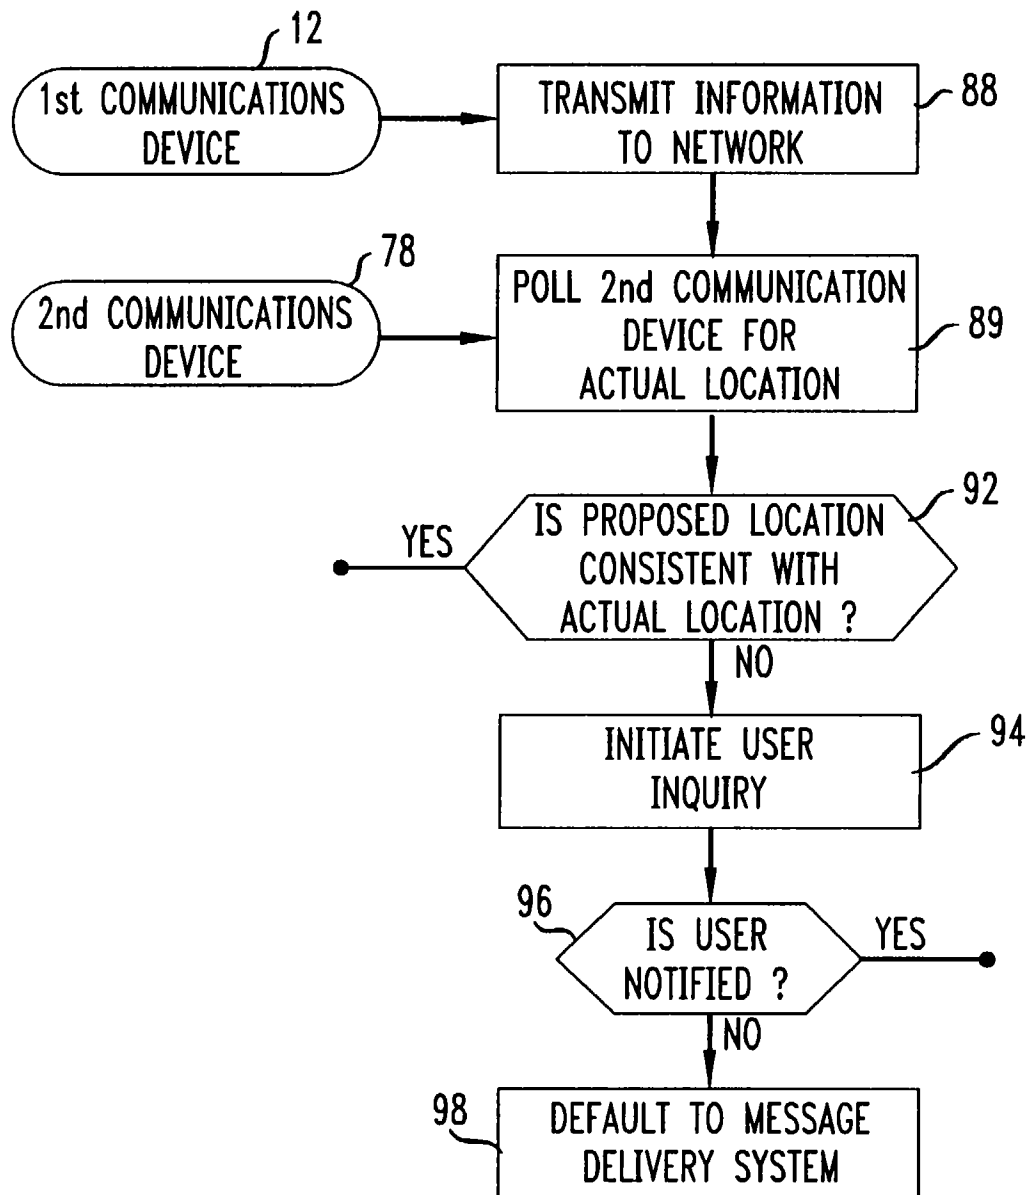 12
1st COMMUNICATIONS
DEVICE
TRANSMIT INFORMATION
TO NETWORK
88
78
2nd COMMUNICATIONS
DEVICE
POLL 2nd COMMUNICATION
DEVICE FOR
ACTUAL LOCATION
89
92
YES
IS PROPOSED LOCATION
CONSISTENT WITH
ACTUAL LOCATION ?
NO
INITIATE USER
INQUIRY
94
96
IS USER
NOTIFIED ?
YES
NO
98
DEFAULT TO MESSAGE
DELIVERY SYSTEM